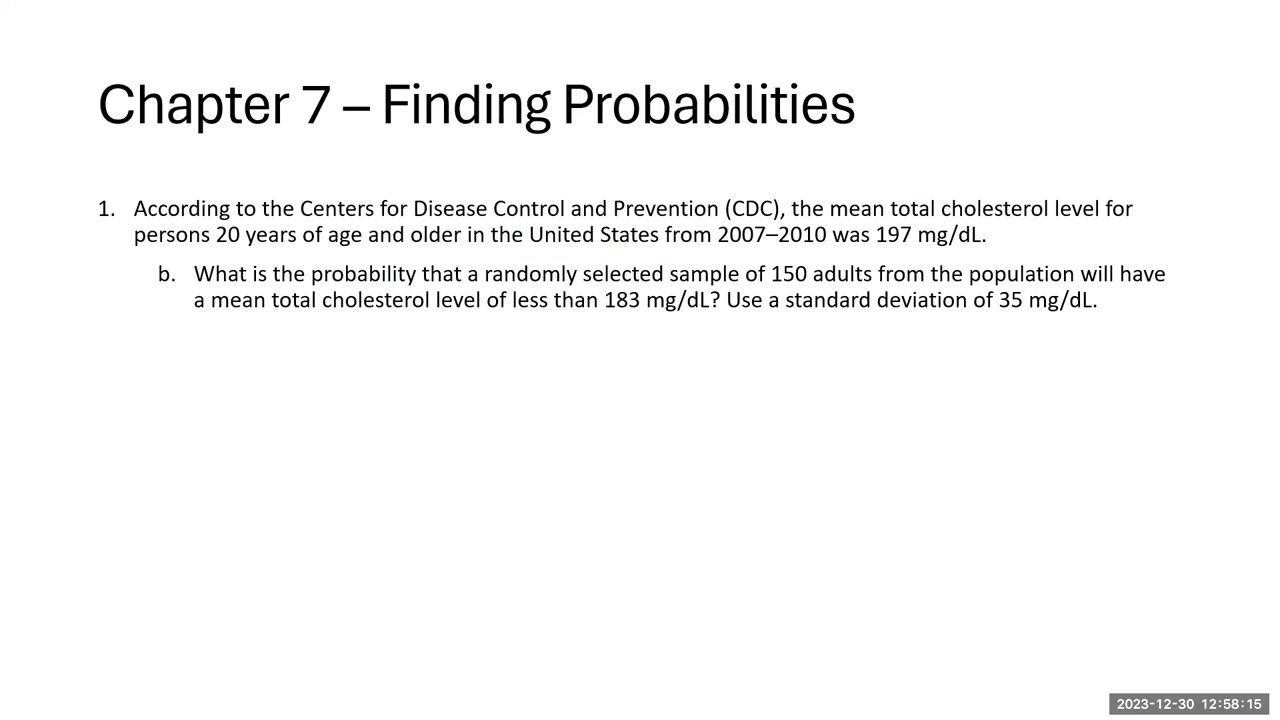 Chapter 7 – Finding Probabilities
1. According to the Centers for Disease Control and Prevention (CDC), the mean total cholesterol level for
persons 20 years of age and older in the United States from 2007–2010 was 197 mg/dL.
b. What is the probability that a randomly selected sample of 150 adults from the population will have
a mean total cholesterol level of less than 183 mg/dL? Use a standard deviation of 35 mg/dL.
2023-12-30 12:58:15